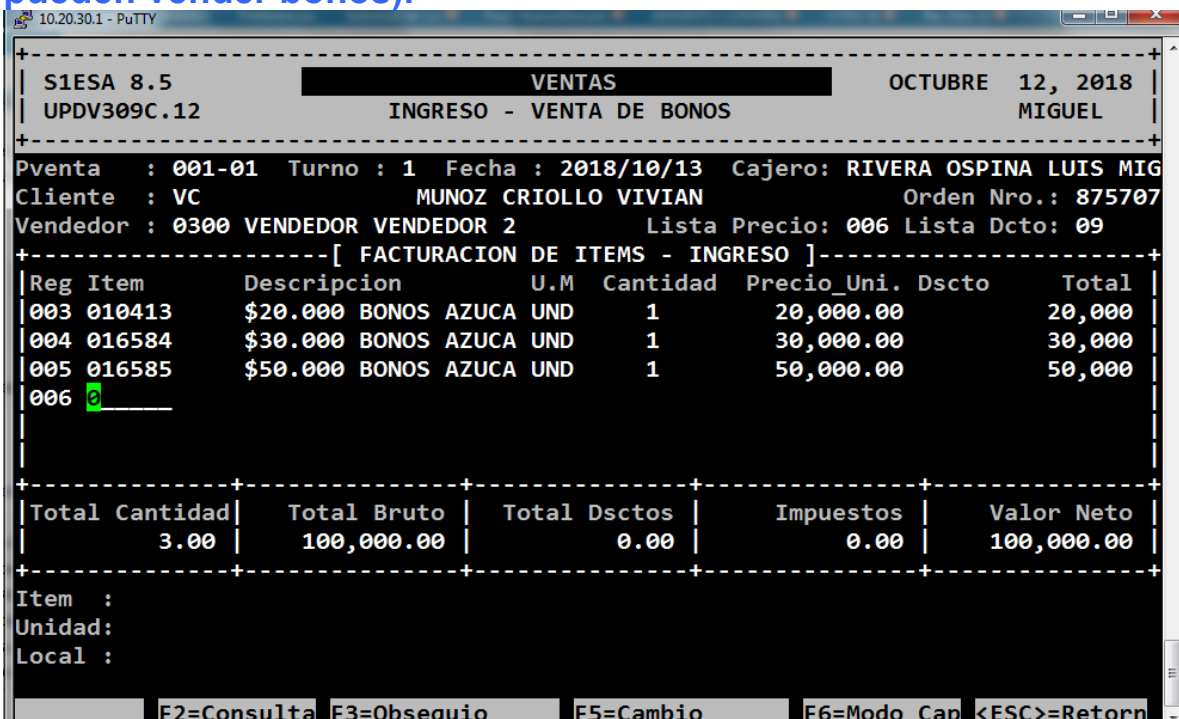 pueden vender bonos).
10.20.30.1 - PuTTY
S1ESA 8.5 VENTAS OCTUBRE 12, 2018
UPDV309C.12 INGRESO - VENTA DE BONOS MIGUEL
Pventa : 001-01 Turno : 1 Fecha : 2018/10/13 Cajero: RIVERA OSPINA LUIS MIG
Cliente : VC MUNOZ CRIOLLO VIVIAN Orden Nro.: 875707
Vendedor : 0300 VENDEDOR VENDEDOR 2 Lista Precio: 006 Lista Dcto: 09
[ FACTURACION DE ITEMS - INGRESO ]
Reg Item Descripcion U.M Cantidad Precio_Uni. Dscto Total
003 010413 $20.000 BONOS AZUCA UND 1 20,000.00 20,000
004 016584 $30.000 BONOS AZUCA UND 1 30,000.00 30,000
005 016585 $50.000 BONOS AZUCA UND 1 50,000.00 50,000
006 0_____
Total Cantidad| Total Bruto | Total Dsctos | Impuestos | Valor Neto |
3.00 | 100,000.00 | 0.00 | 0.00 | 100,000.00 |
Item :
Unidad:
Local :
F2=Consulta F3=Obsequio F5=Cambio F6=Modo Cap <ESC>=Retorn